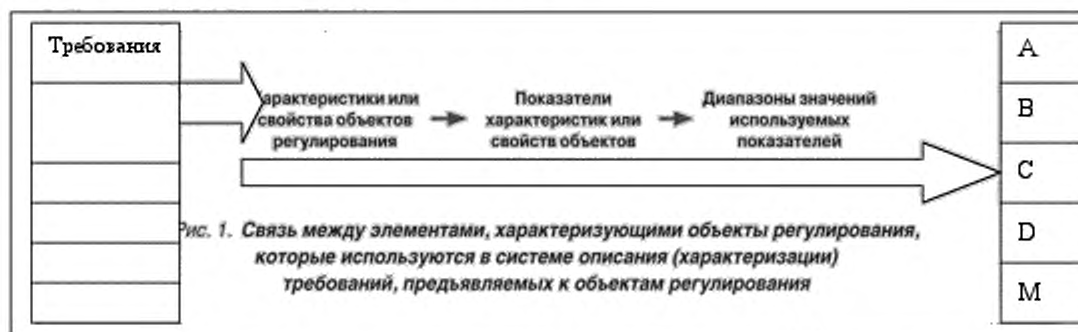 Требования
арактеристики или
свойства объектов
регулирования
Показатели
характеристик или
свойств объектов
Диапазоны значений
используемых
показателей
Рис. 1. Связь между элементами, характеризующими объекты регулирования,
которые используются в системе описания (характеризации)
требований, предъявляемых к объектам регулирования
A
B
C
D
M